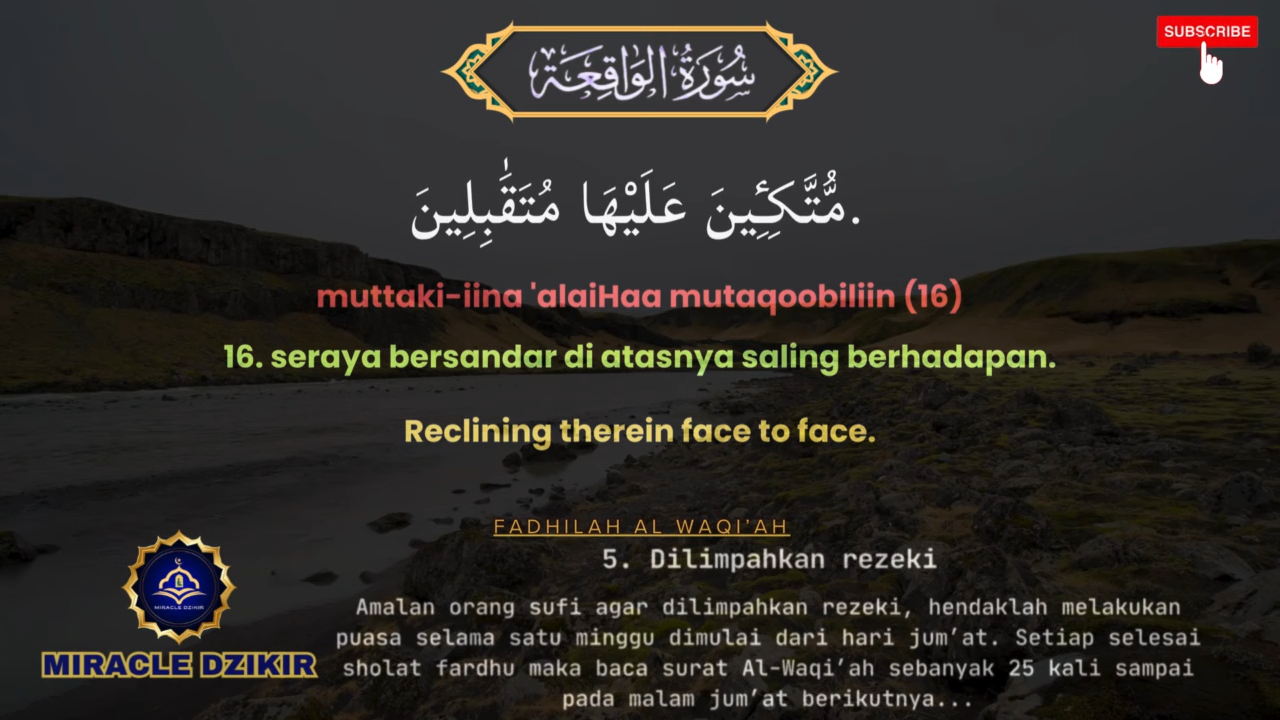 SUBSCRIBE
سُورَةُ الوَاقِعَة
مُّتَّكِـِٔينَ عَلَيْهَا مُتَقَٰبِلِينَ.
muttaki-iina 'alaiHaa mutaqoobiliin (16)
16. seraya bersandar di atasnya saling berhadapan.
Reclining therein face to face.
FADHILAH AL WAQI'AH
5. Dilimpahkan rezeki
Amalan orang sufi agar dilimpahkan rezeki, hendaklah melakukan
puasa selama satu minggu dimulai dari hari jum'at. Setiap selesai
sholat fardhu maka baca surat Al-Waqi'ah sebanyak 25 kali sampai
pada malam jum'at berikutnya...
MIRACLE DZIKIR
MIRACLE DZIKIR